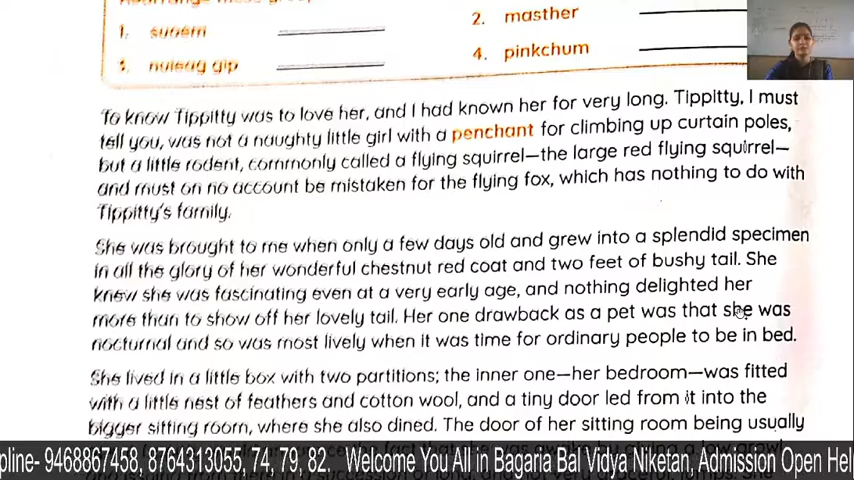 2. masther
1. sugem
4. pinkchum
To know Tippitty was to love her, and I had known her for very long. Tippitty, I must
tell you, was not a naughty little girl with a penchant for climbing up curtain poles,
but a little rodent, commonly called a flying squirrel—the large red flying squirrel—
and must on no account be mistaken for the flying fox, which has nothing to do with
Tippitty's family.
She was brought to me when only a few days old and grew into a splendid specimen
in all the glory of her wonderful chestnut red coat and two feet of bushy tail. She
knew she was fascinating even at a very early age, and nothing delighted her
more than to show off her lovely tail. Her one drawback as a pet was that she was
nocturnal and so was most lively when it was time for ordinary people to be in bed.
She lived in a little box with two partitions; the inner one—her bedroom—was fitted
with a little nest of feathers and cotton wool, and a tiny door led from it into the
bigger sitting room, where she also dined. The door of her sitting room being usually
pline- 9468867458, 8764313055, 74, 79, 82. Welcome You All in Bagaria Bal Vidya Niketan, Admission Open Hel